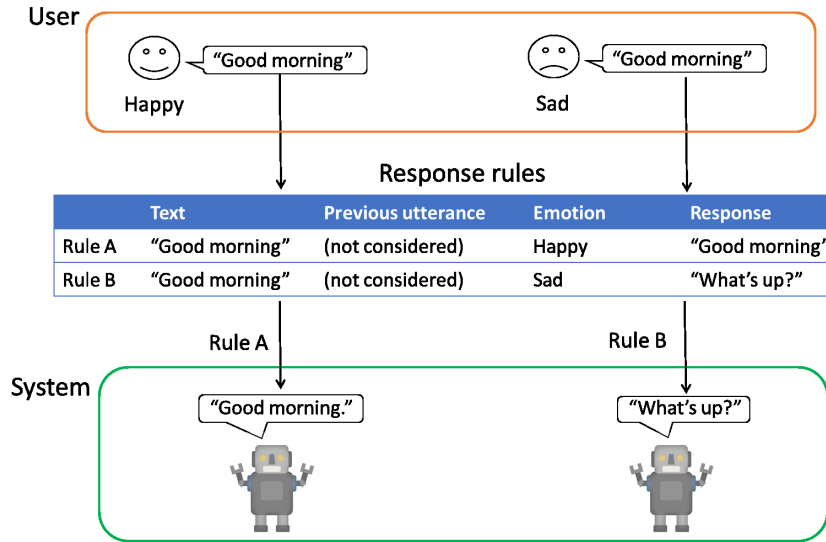 User
“Good morning” “Good morning”
Happy Sad
Response rules
Text Previous utterance Emotion Response
Rule A “Good morning” (not considered) Happy “Good morning”
Rule B “Good morning” (not considered) Sad “What’s up?”
Rule A Rule B
System
“Good morning.” “What’s up?”